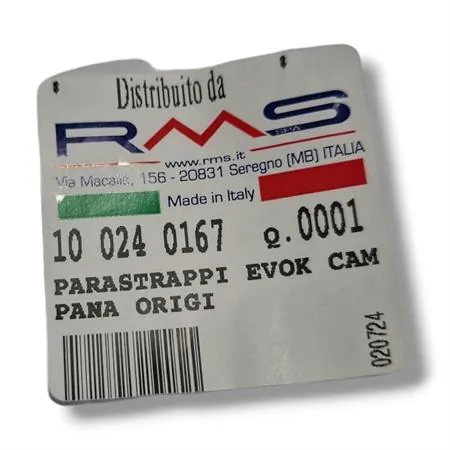 Distribuito da
RMS
SPA
www.rms.it
Via Macallè, 156 - 20831 Seregno (MB) ITALIA
Made in Italy
10 024 0167 Q.0001
PARASTRAPPI EVOK CAM
PANA ORIGI
020724